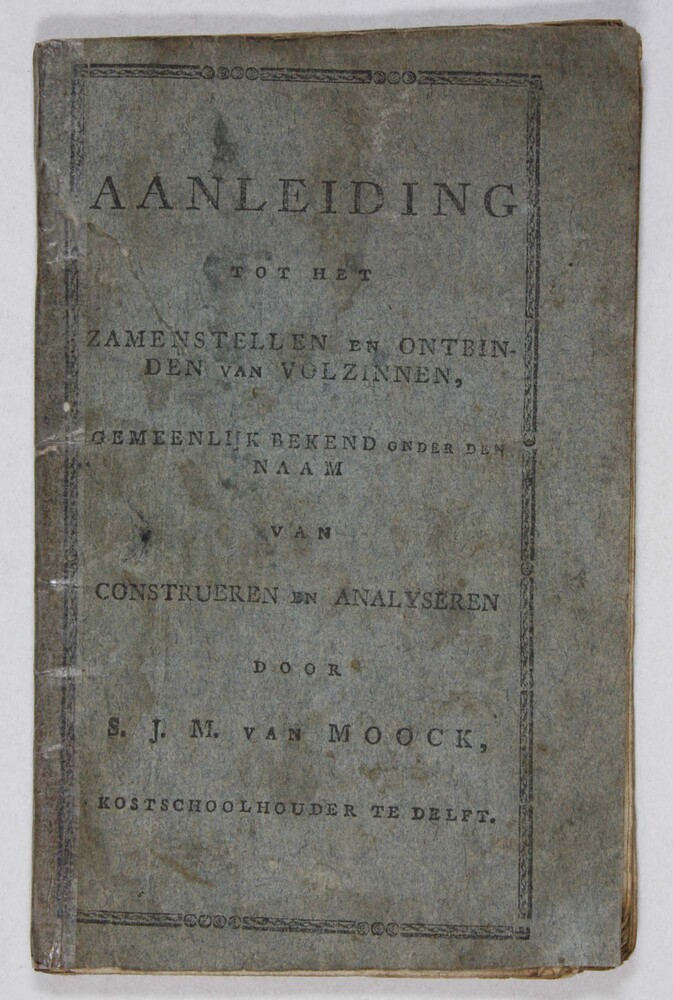 AANLEIDING
TOT HET
ZAMENSTELLEN EN ONTBIN-
DEN VAN VOLZINNEN,
GEMEENLIJK BEKEND ONDER DEN
NAAM
VAN
CONSTRUEREN EN ANALYSEREN
DOOR
S. J. M. VAN MOOCK,
KOSTSCHOOLHOUDER TE DELFT.